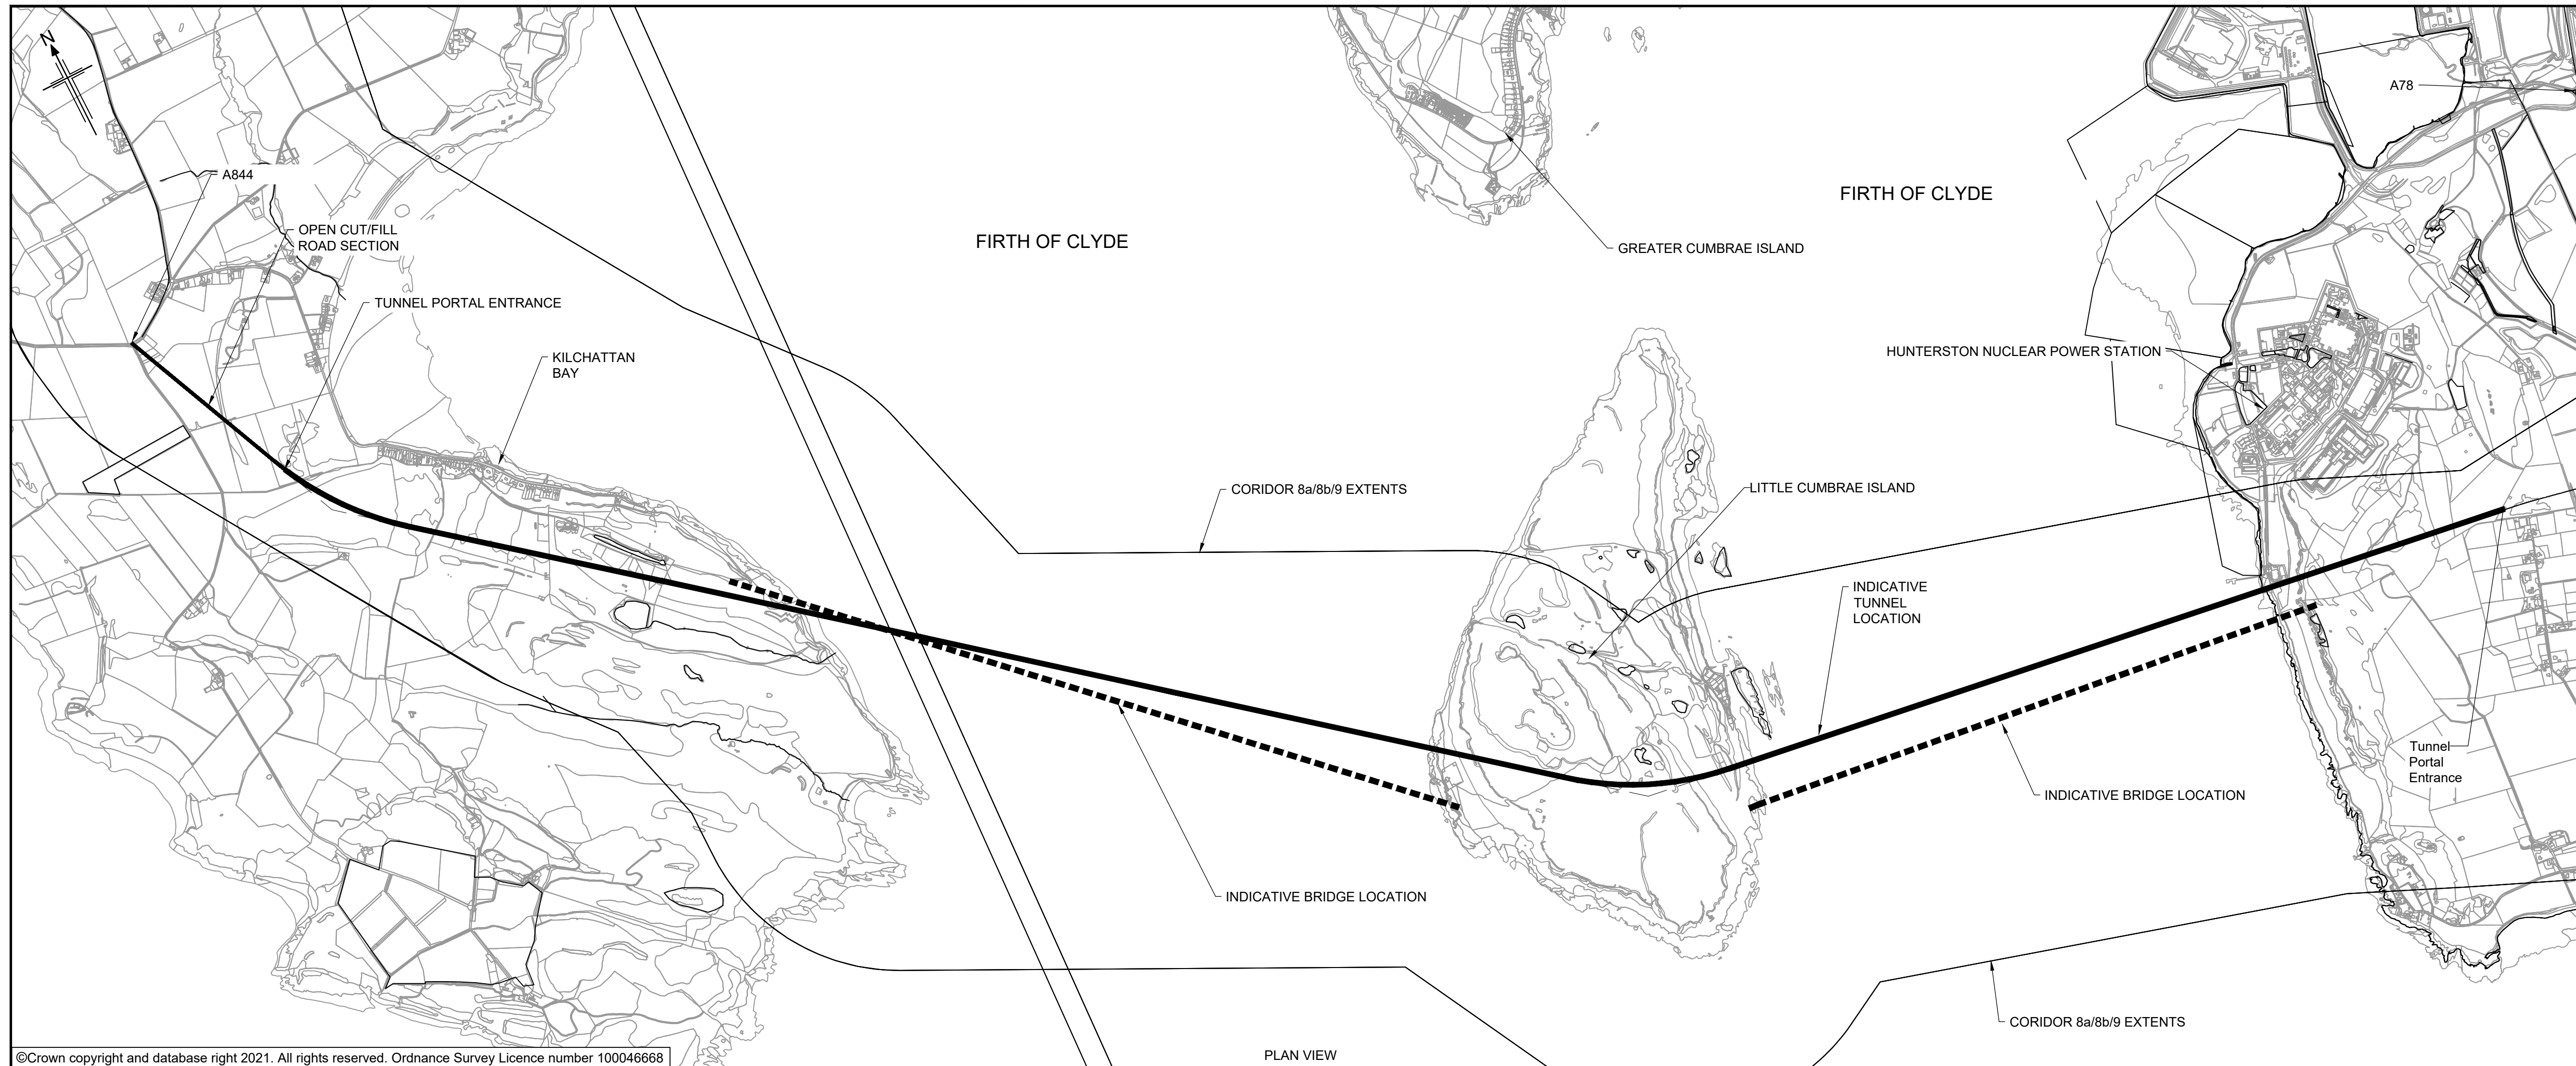 N
A78
A844
FIRTH OF CLYDE
FIRTH OF CLYDE
OPEN CUT/FILL
ROAD SECTION
GREATER CUMBRAE ISLAND
TUNNEL PORTAL ENTRANCE
KILCHATTAN
BAY
HUNTERSTON NUCLEAR POWER STATION
CORIDOR 8a/8b/9 EXTENTS
LITTLE CUMBRAE ISLAND
INDICATIVE
TUNNEL
LOCATION
Tunnel
Portal
Entrance
INDICATIVE BRIDGE LOCATION
INDICATIVE BRIDGE LOCATION
CORIDOR 8a/8b/9 EXTENTS
PLAN VIEW
©Crown copyright and database right 2021. All rights reserved. Ordnance Survey Licence number 100046668